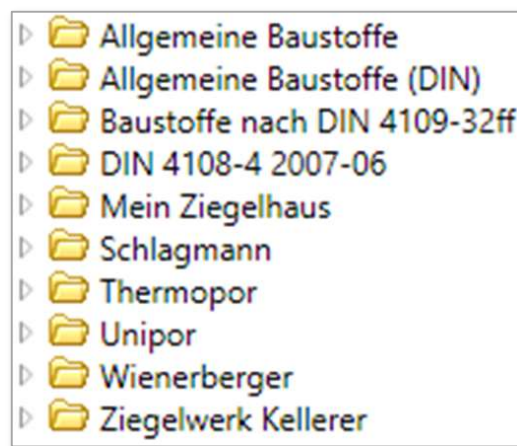 Allgemeine Baustoffe
Allgemeine Baustoffe (DIN)
Baustoffe nach DIN 4109-32ff
DIN 4108-4 2007-06
Mein Ziegelhaus
Schlagmann
Thermopor
Unipor
Wienerberger
Ziegelwerk Kellerer